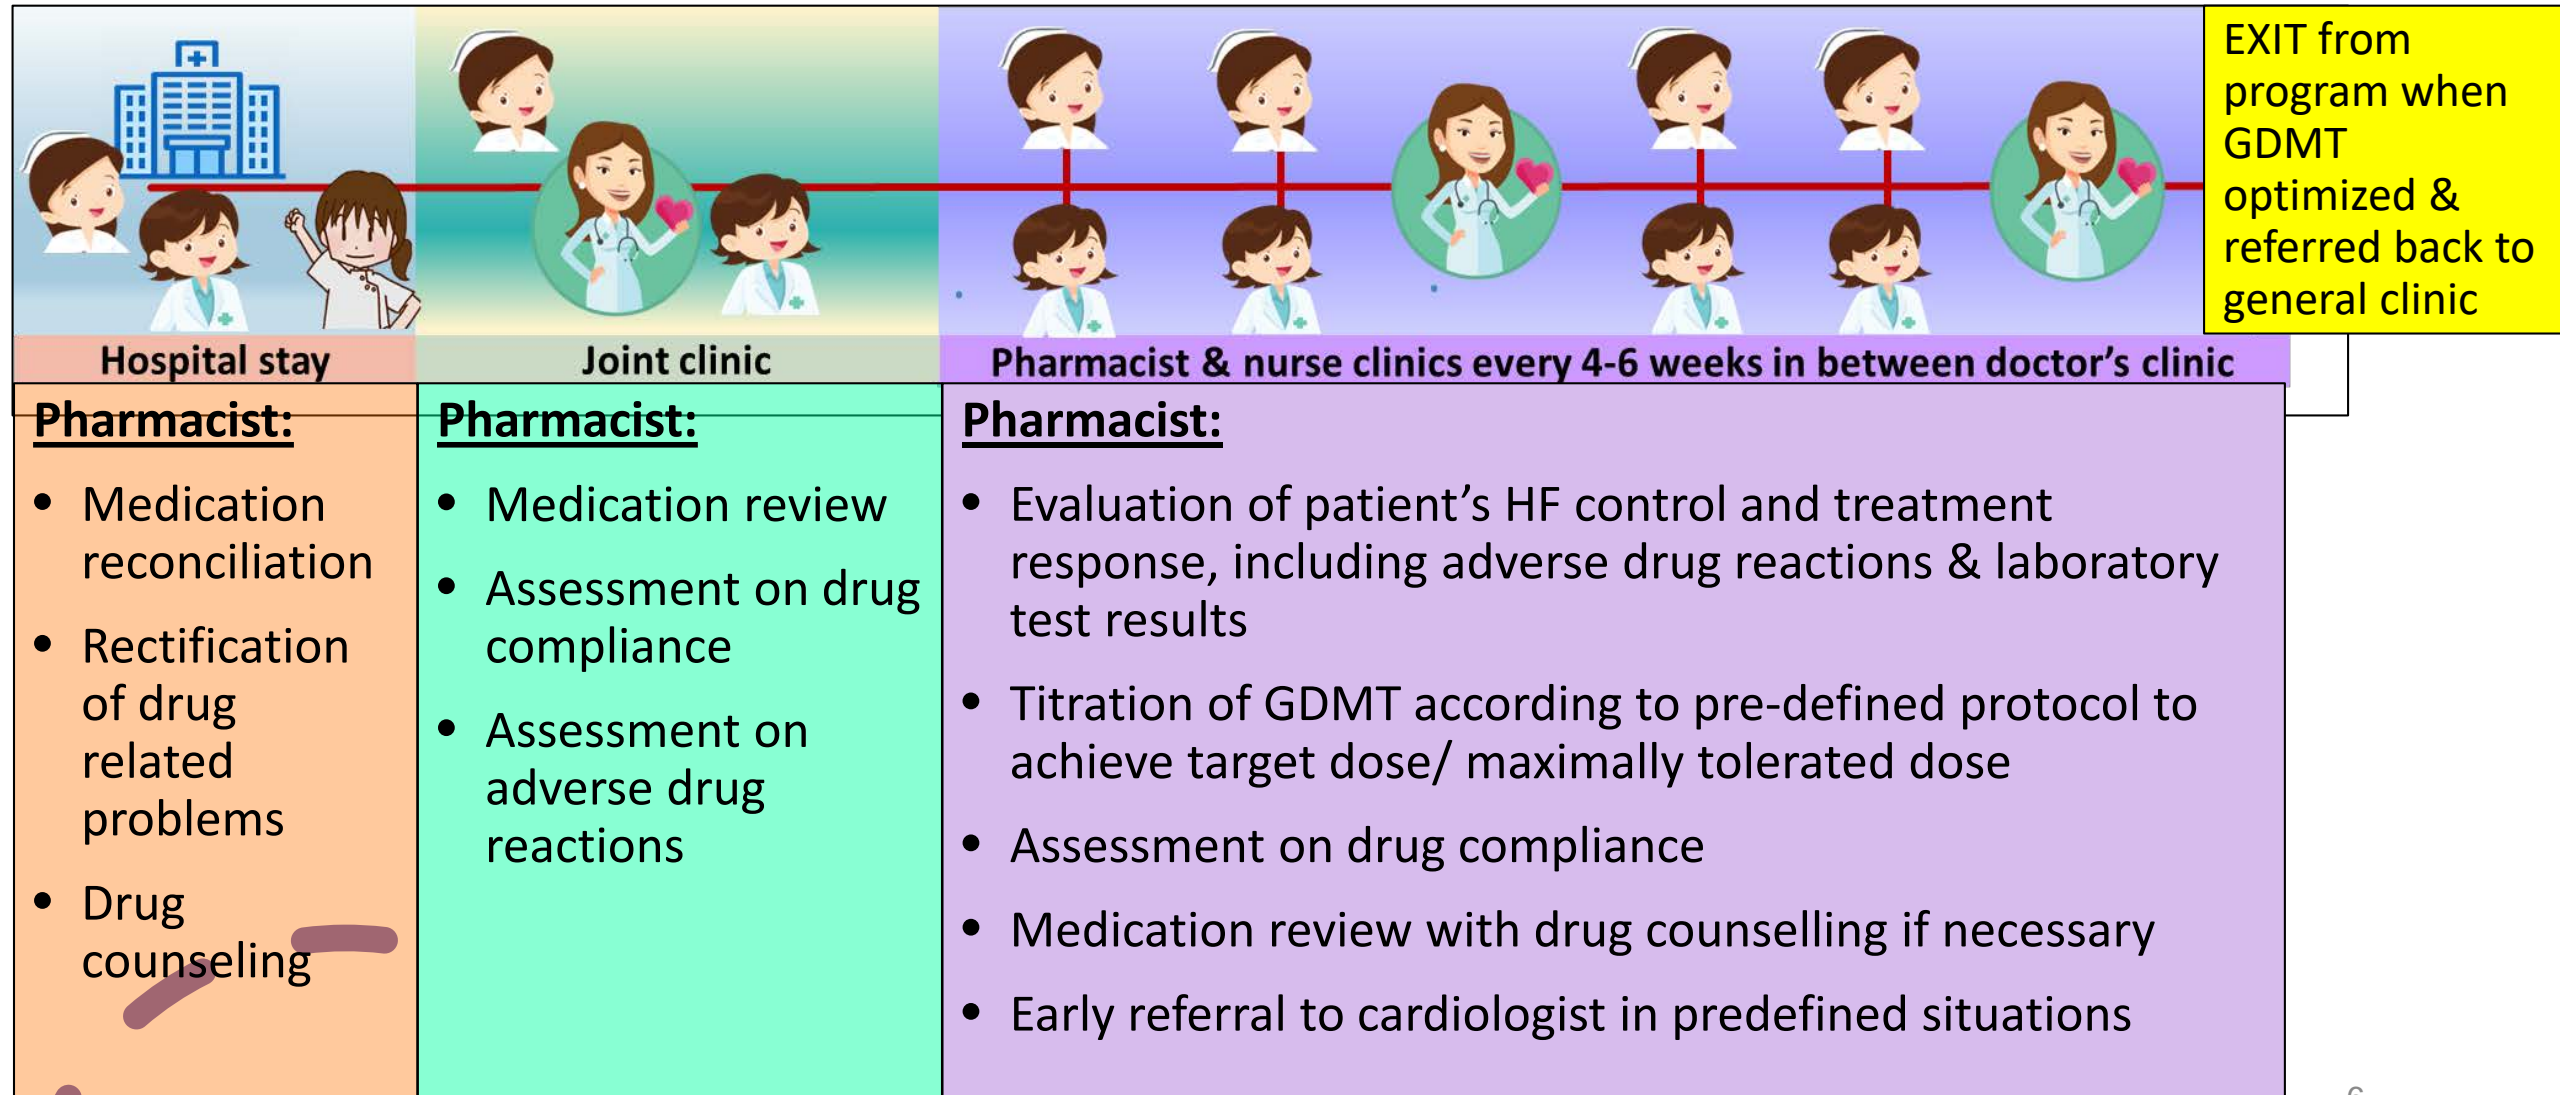 EXIT from
program when
GDMT
optimized &
referred back to
general clinic
Hospital stay
Joint clinic
Pharmacist & nurse clinics every 4-6 weeks in between doctor's clinic
Pharmacist:
• Medication
reconciliation
• Rectification
of drug
related
problems
• Drug
counseling
Pharmacist:
• Medication review
• Assessment on drug
compliance
• Assessment on
adverse drug
reactions
Pharmacist:
• Evaluation of patient’s HF control and treatment
response, including adverse drug reactions & laboratory
test results
• Titration of GDMT according to pre-defined protocol to
achieve target dose/ maximally tolerated dose
• Assessment on drug compliance
• Medication review with drug counselling if necessary
• Early referral to cardiologist in predefined situations